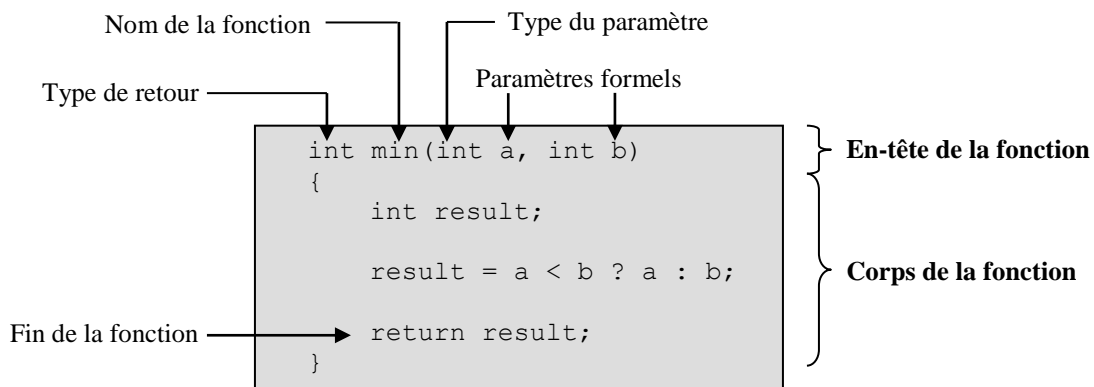 Nom de la fonction
Type du paramètre
Type de retour
Paramètres formels
int min(int a, int b)
En-tête de la fonction
{
int result;
result = a < b ? a : b;
Corps de la fonction
Fin de la fonction
return result;
}